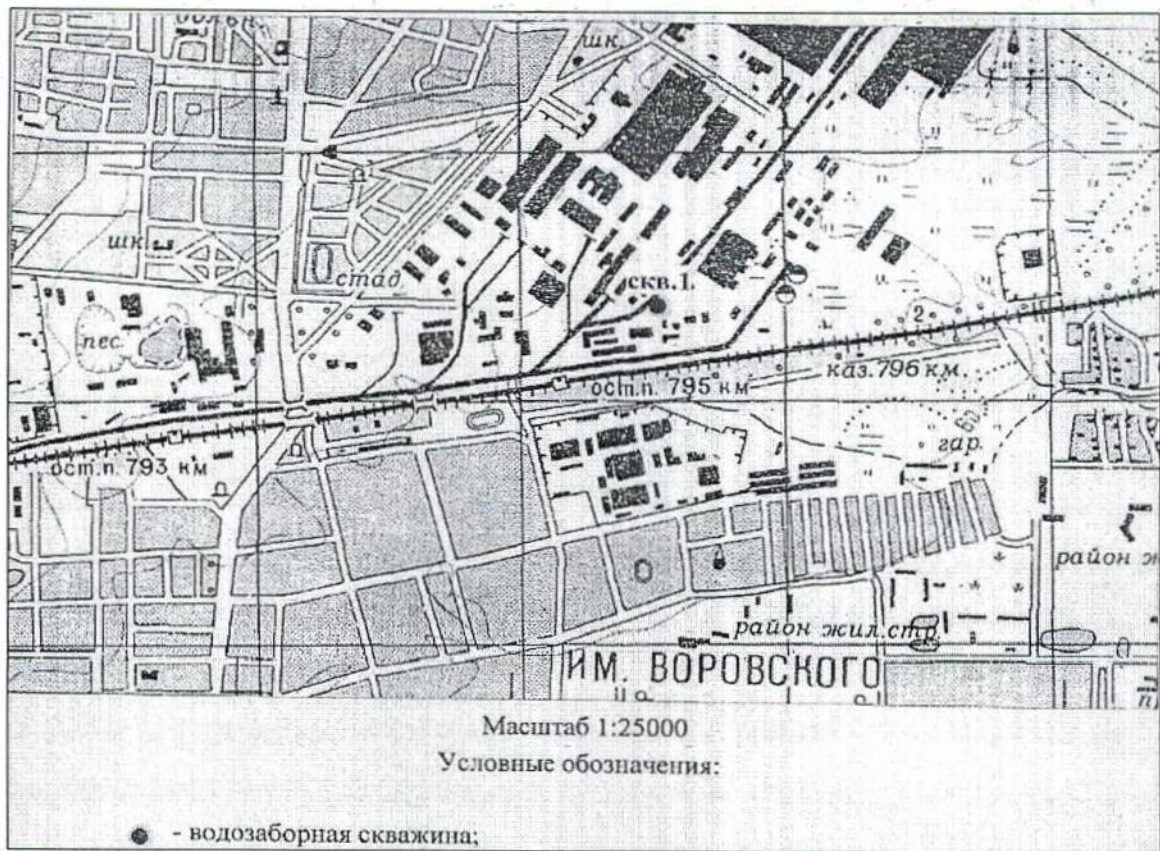 шк.
шк.
стад.
скв.1.
пес.
2
ост.п. 795 км
каз. 796 км
гар.
ост.п. 793 км
район ж
район жил.стр.
ИМ. ВОРОВСКОГО
п
Масштаб 1:25000
Условные обозначения:
- водозаборная скважина;